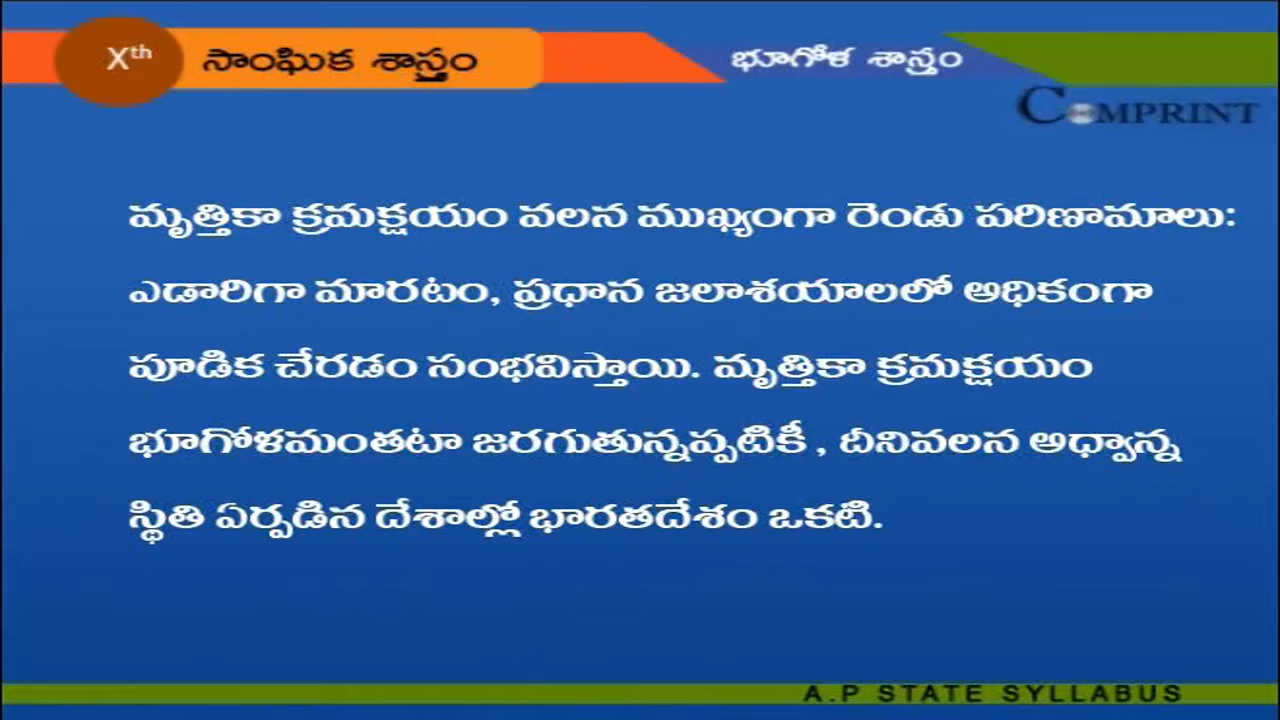 Xth సాంఘిక శాస్త్రం భూగోళ శాస్త్రం
COMPRINT
మృత్తికా క్రమక్షయం వలన ముఖ్యంగా రెండు పరిణామాలు:
ఎడారిగా మారటం, ప్రధాన జలాశయాలలో అధికంగా
పూడిక చేరడం సంభవిస్తాయి. మృత్తికా క్రమక్షయం
భూగోళమంతటా జరగుతున్నప్పటికీ , దీనివలన అధ్వాన్న
స్థితి ఏర్పడిన దేశాల్లో భారతదేశం ఒకటి.
A.P STATE SYLLABUS